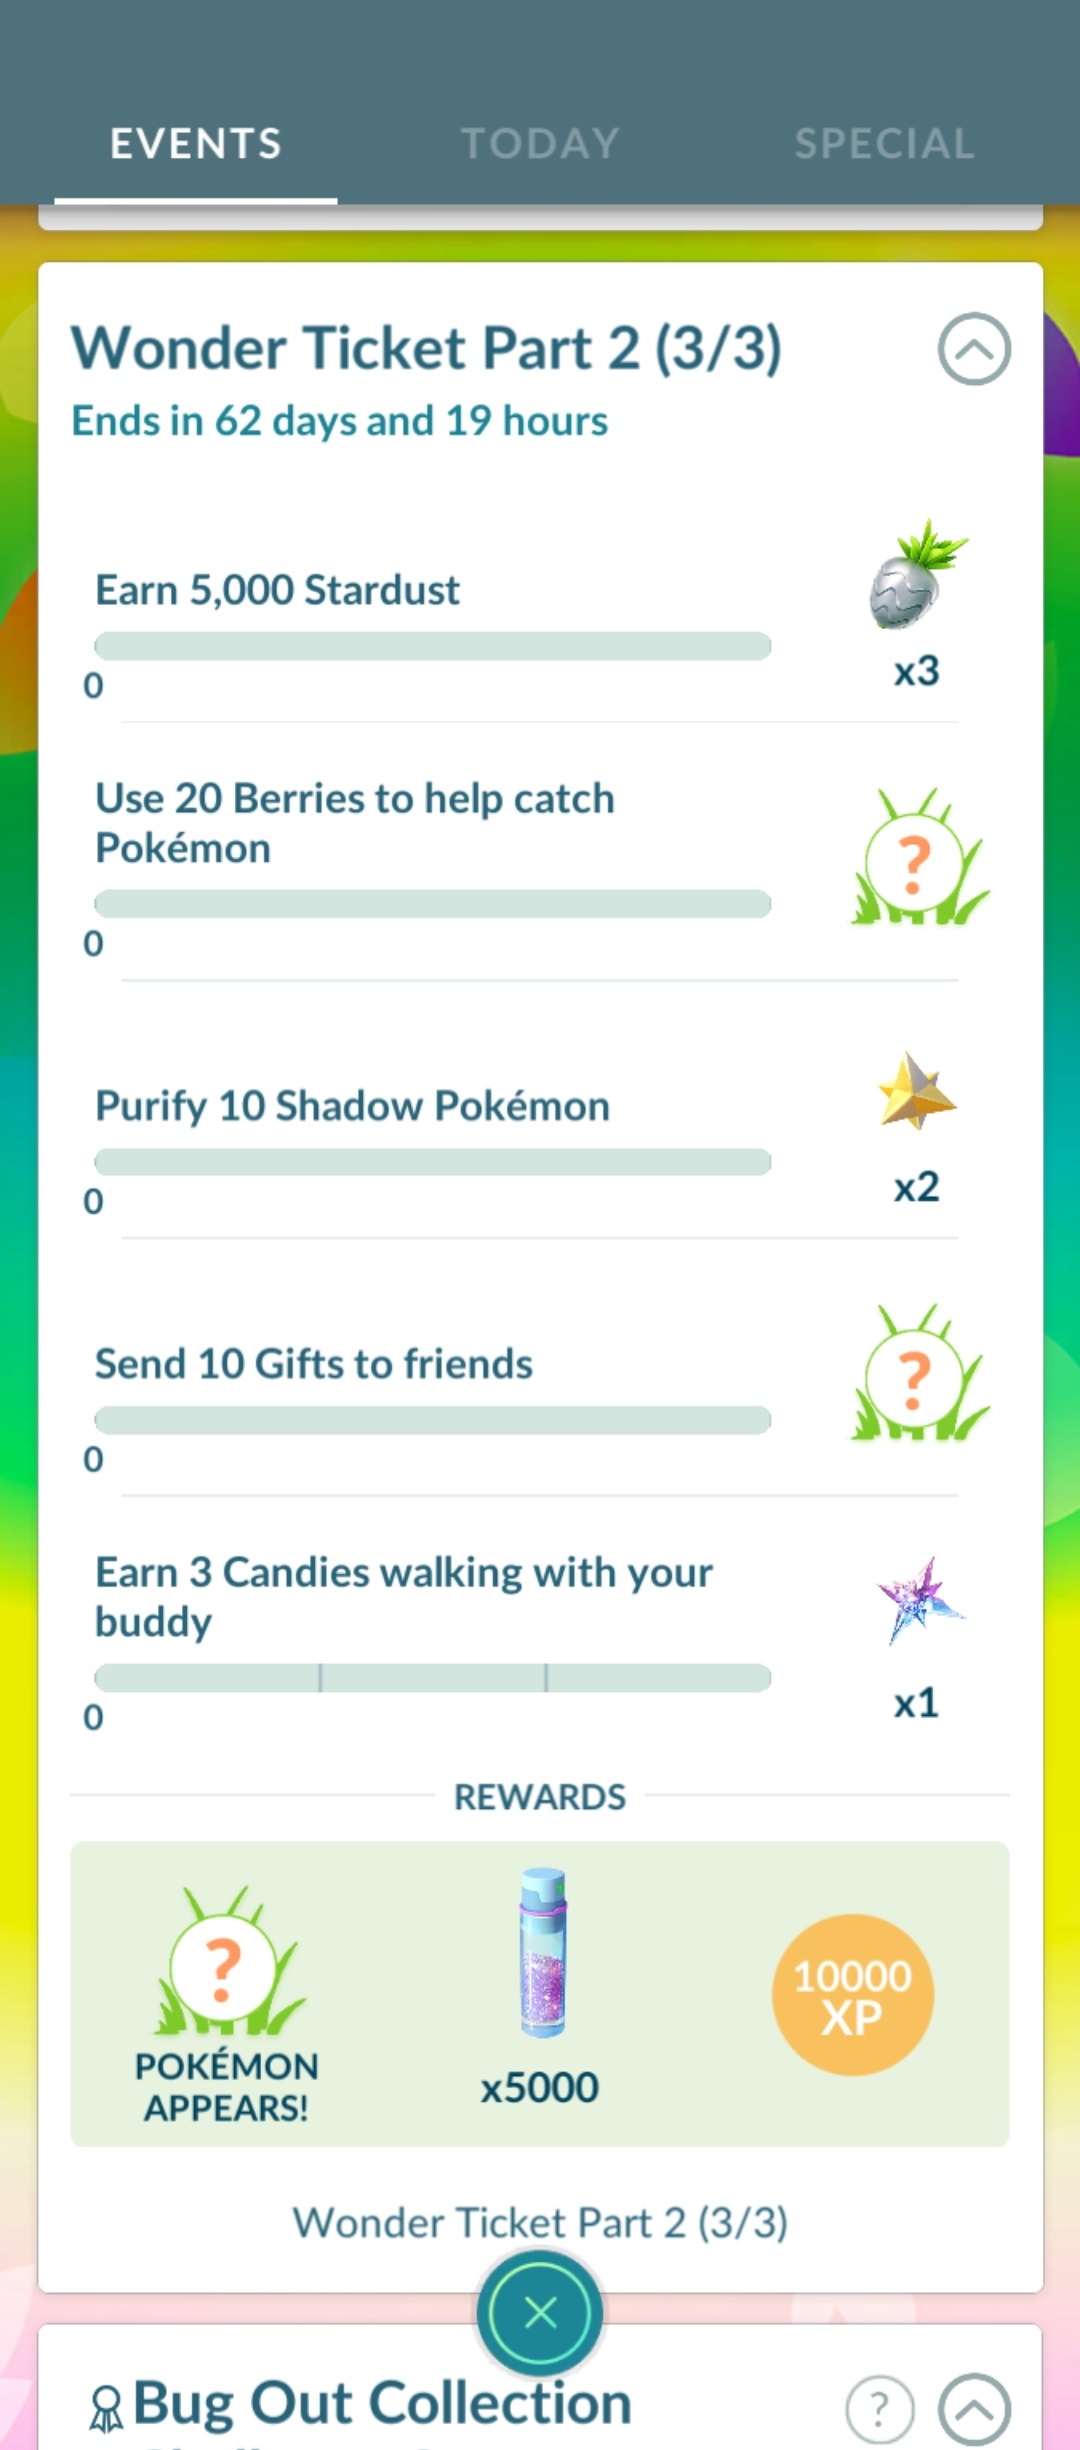 EVENTS TODAY SPECIAL
Wonder Ticket Part 2 (3/3)
Ends in 62 days and 19 hours
Earn 5,000 Stardust
0
x3
Use 20 Berries to help catch
Pokémon
0
?
Purify 10 Shadow Pokémon
0
x2
Send 10 Gifts to friends
0
?
Earn 3 Candies walking with your
buddy
0
x1
REWARDS
?
POKÉMON
APPEARS!
x5000
10000
XP
Wonder Ticket Part 2 (3/3)
Bug Out Collection
?